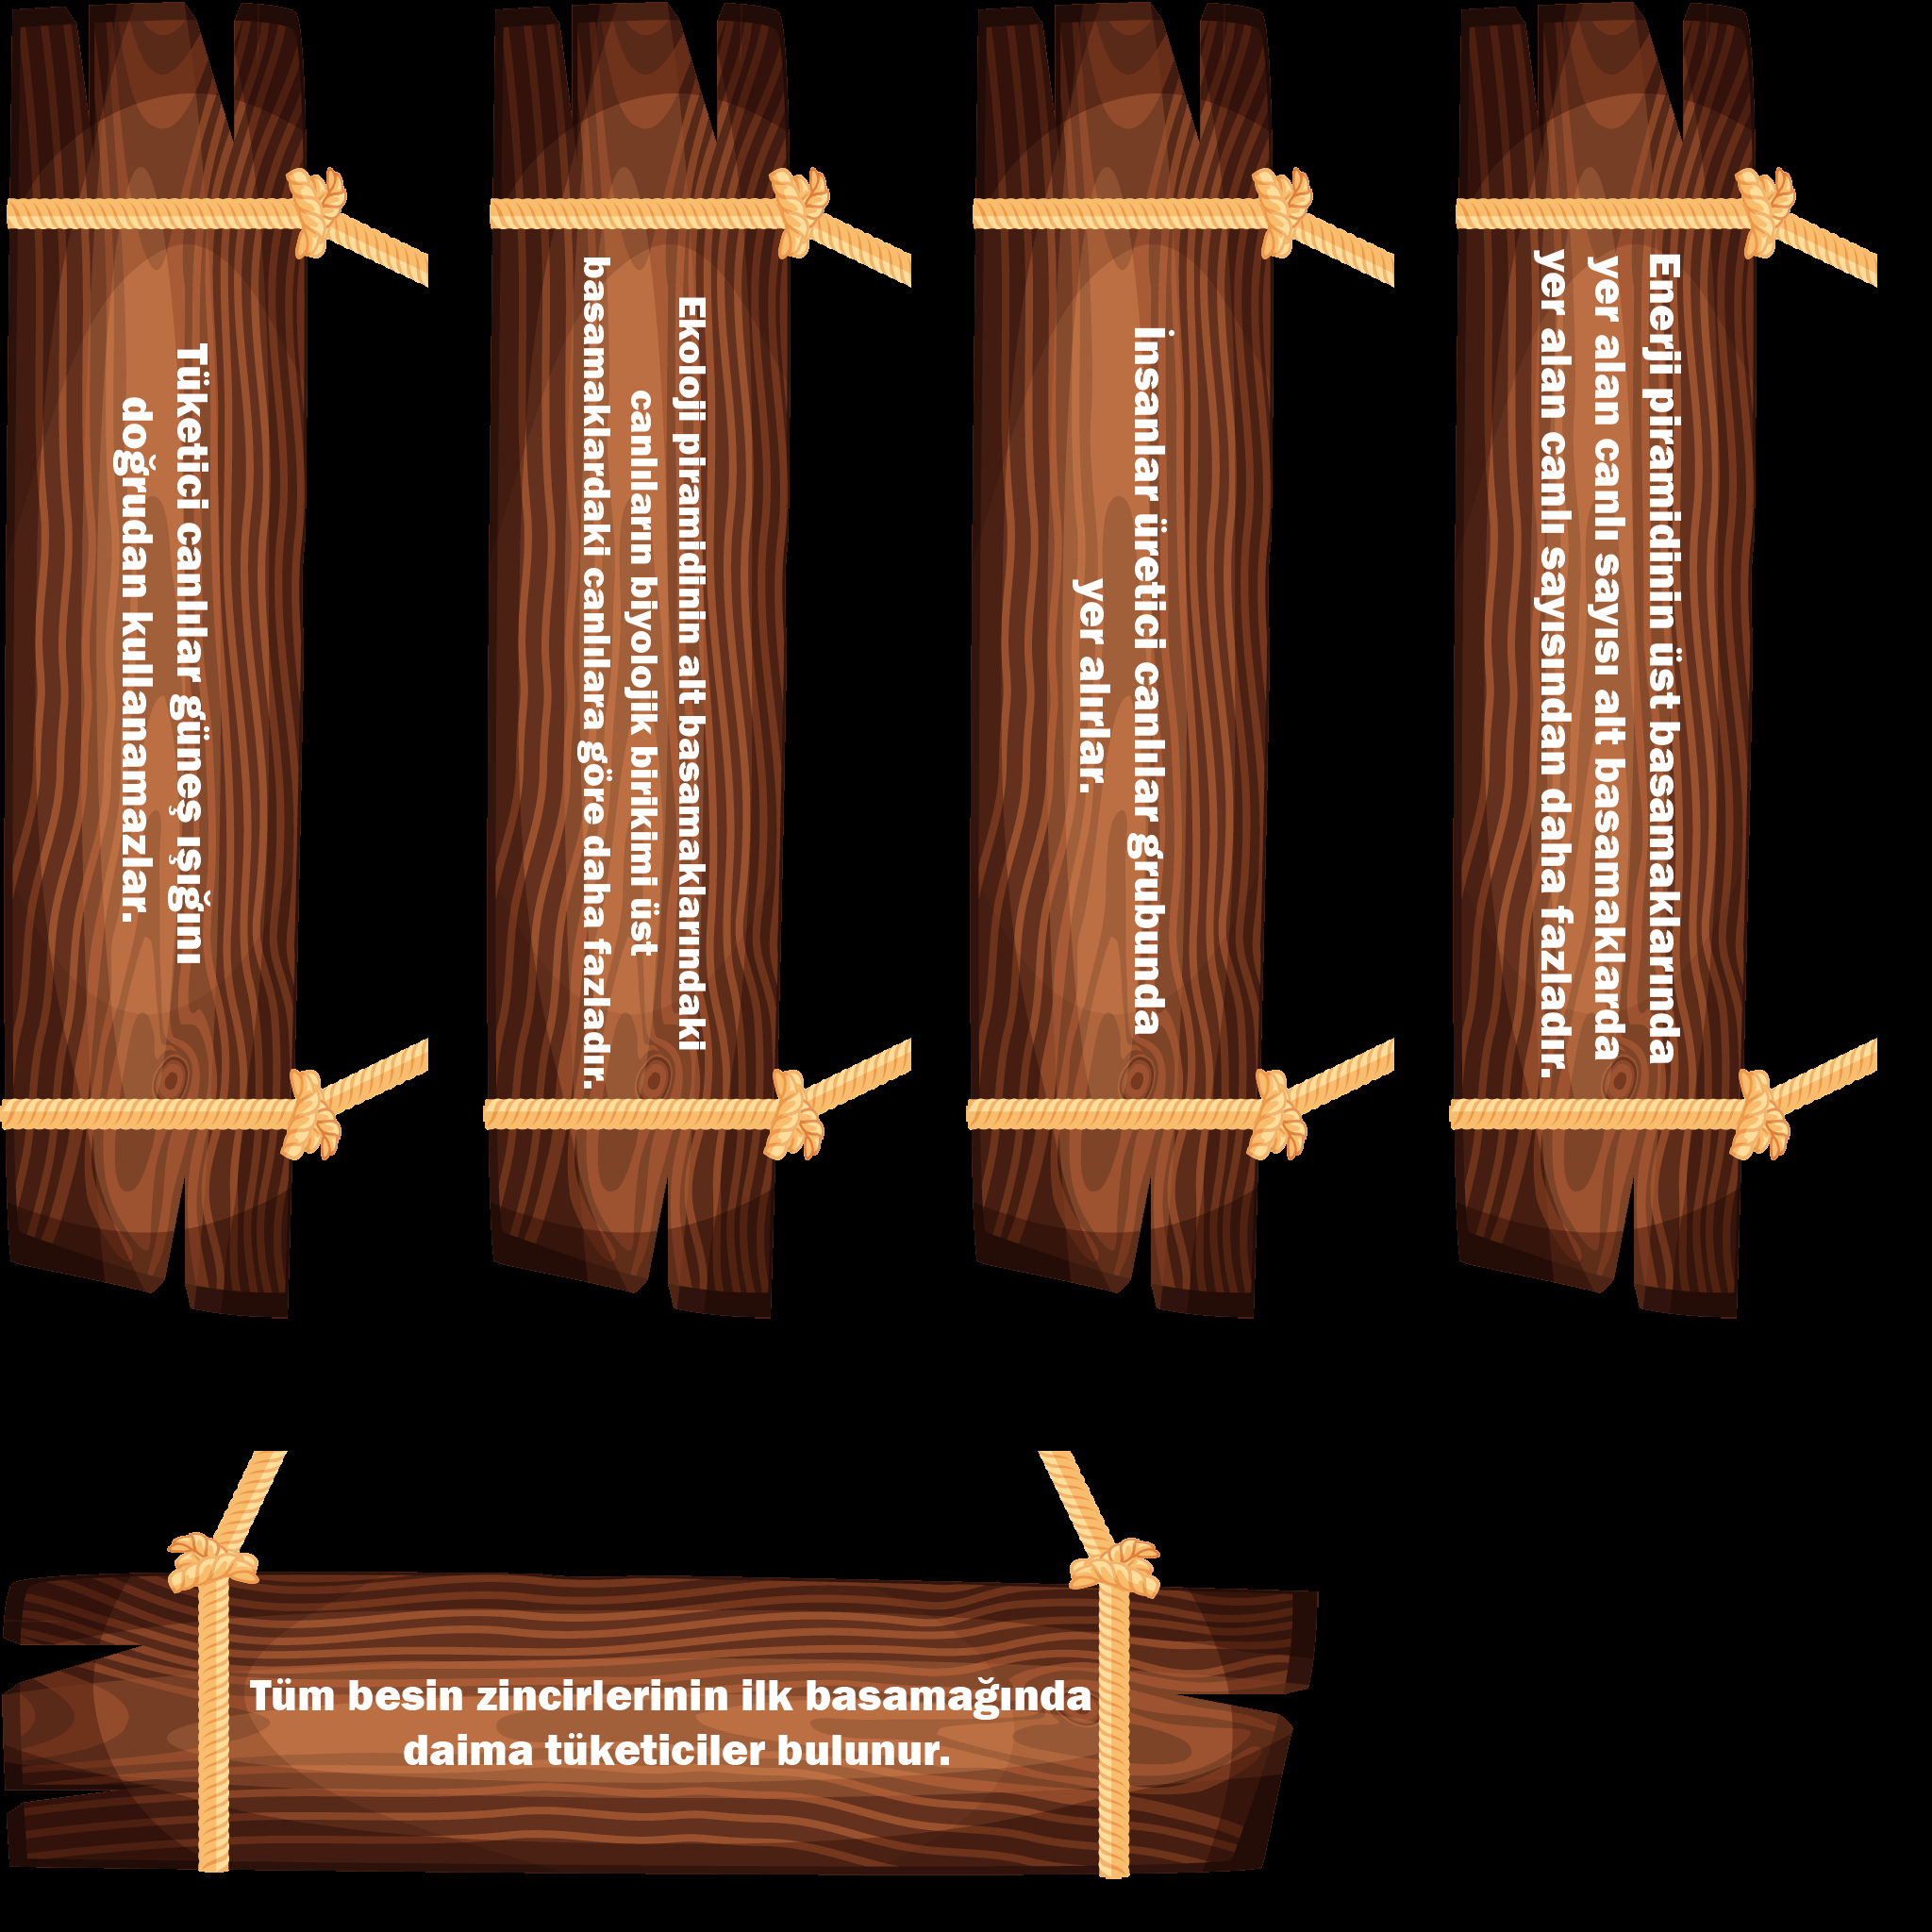 Tüketici canlılar güneş ışığını
doğrudan kullanamazlar.
Ekoloji piramidinin alt basamaklarındaki
canlıların biyolojik birikimi üst
basamaklardaki canlılara göre daha fazladır.
İnsanlar üretici canlılar grubunda
yer alırlar.
Enerji piramidinin üst basamaklarında
yer alan canlı sayısı alt basamaklarda
yer alan canlı sayısından daha fazladır.
Tüm besin zincirlerinin ilk basamağında
daima tüketiciler bulunur.